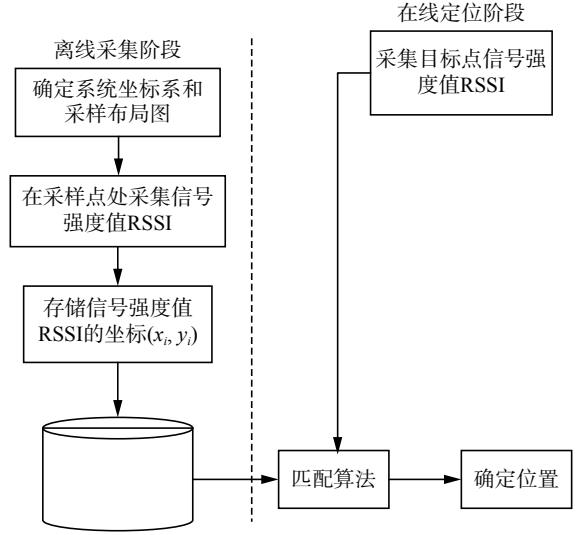 离线采集阶段
确定系统坐标系和
采样布局图
在采样点处采集信号
强度值RSSI
存储信号强度值
RSSI的坐标(xᵢ, yᵢ)
在线定位阶段
采集目标点信号强
度值RSSI
匹配算法
确定位置